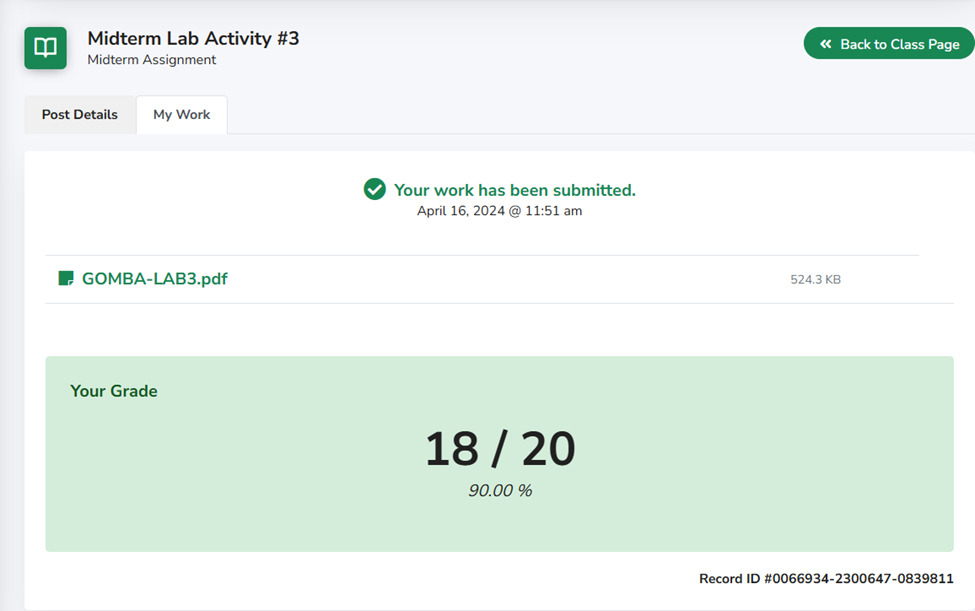 Midterm Lab Activity #3
Midterm Assignment
Back to Class Page
Post Details
My Work
Your work has been submitted.
April 16, 2024 @ 11:51 am
GOMBA-LAB3.pdf
524.3 KB
Your Grade
18 / 20
90.00 %
Record ID #0066934-2300647-0839811